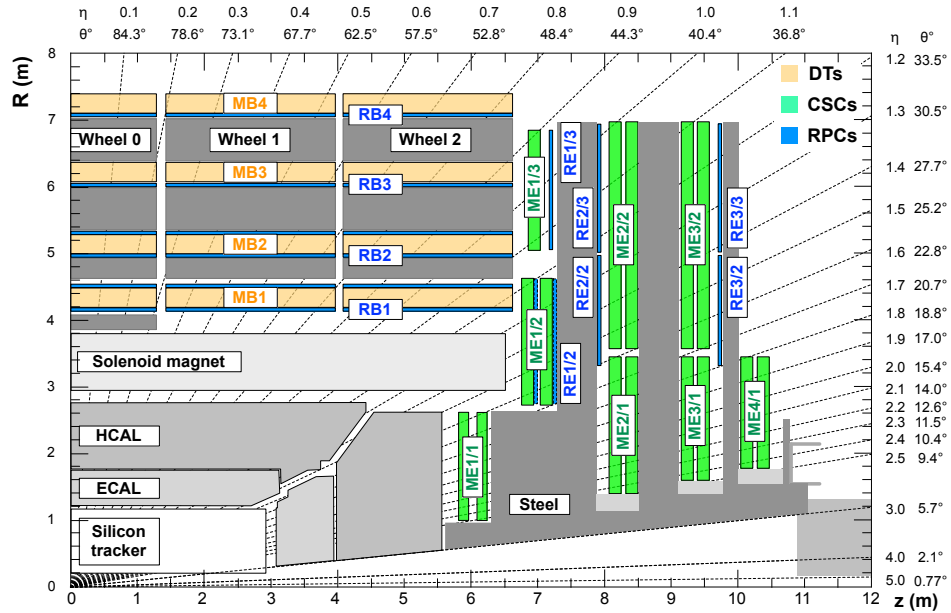 η 0.1 0.2 0.3 0.4 0.5 0.6 0.7 0.8 0.9 1.0 1.1
θ° 84.3° 78.6° 73.1° 67.7° 62.5° 57.5° 52.8° 48.4° 44.3° 40.4° 36.8° η θ°
R (m)
8
7
6
5
4
3
2
1
0
1.2 33.5°
1.3 30.5°
1.4 27.7°
1.5 25.2°
1.6 22.8°
1.7 20.7°
1.8 18.8°
1.9 17.0°
2.0 15.4°
2.1 14.0°
2.2 12.6°
2.3 11.5°
2.4 10.4°
2.5 9.4°
3.0 5.7°
4.0 2.1°
5.0 0.77°
DTs
CSCs
RPCs
MB4
RB4
Wheel 0 Wheel 1 Wheel 2
MB3
RB3
MB2
RB2
MB1
RB1
Solenoid magnet
HCAL
ECAL
Silicon
tracker
Steel
ME1/3
RE1/3
RE2/3
ME2/2
ME3/2
RE3/3
ME1/2
RE2/2
RE3/2
RE1/2
ME1/1
ME2/1
ME3/1
ME4/1
0 1 2 3 4 5 6 7 8 9 10 11 12
z (m)